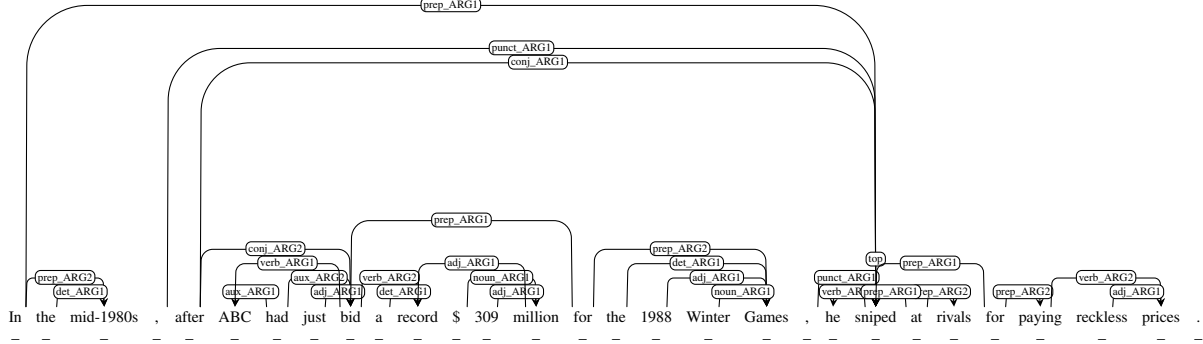 prep_ARG1
punct_ARG1
conj_ARG1
prep_ARG1
conj_ARG2 prep_ARG2
verb_ARG1 adj_ARG1 det_ARG1 top prep_ARG1
prep_ARG2 aux_ARG2 verb_ARG2 noun_ARG1 adj_ARG1 punct_ARG1 verb_ARG2
det_ARG1 aux_ARG1 adj_ARG1 det_ARG1 adj_ARG1 noun_ARG1 prep_ARG1 prep_ARG2 adj_ARG1
In the mid-1980s , after ABC had just bid a record $ 309 million for the 1988 Winter Games , he sniped at rivals for paying reckless prices .
_ _ _ _ _ _ _ _ _ _ _ _ _ _ _ _ _ _ _ _ _ _ _ _ _ _ _ _ _